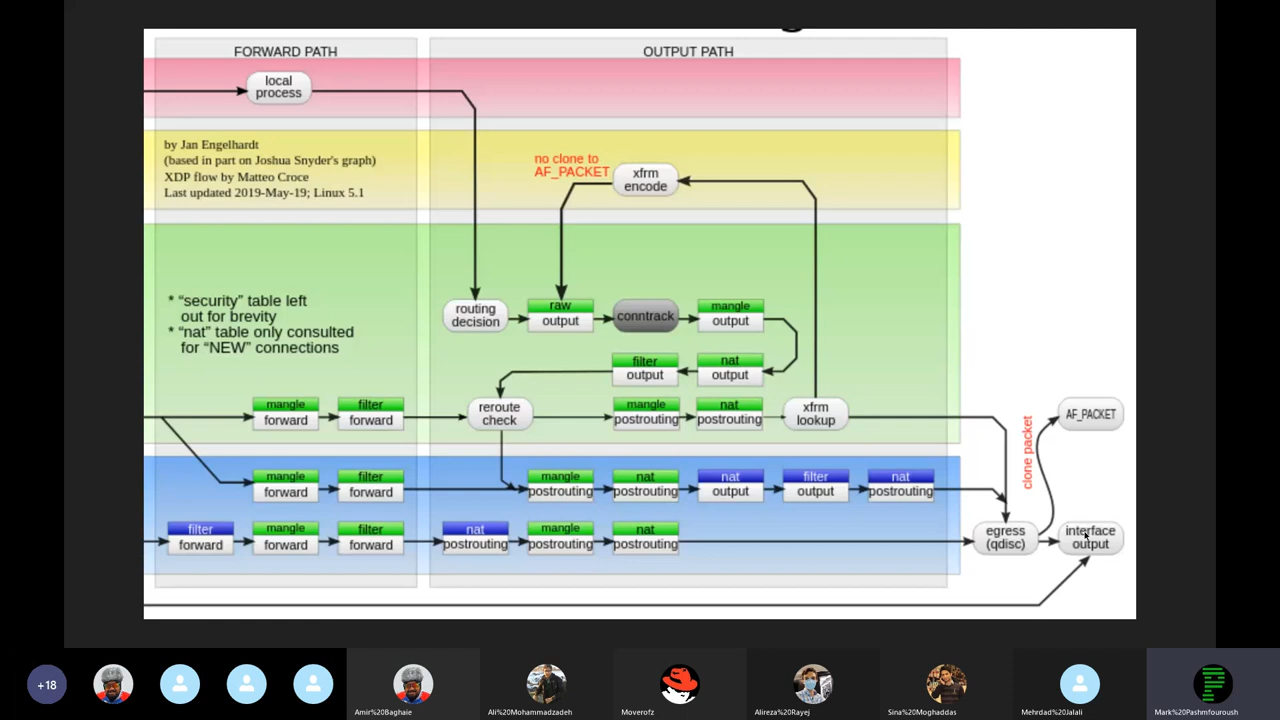 FORWARD PATH
OUTPUT PATH
local
process
by Jan Engelhardt
(based in part on Joshua Snyder's graph)
XDP flow by Matteo Croce
Last updated 2019-May-19; Linux 5.1
no clone to
AF_PACKET
xfrm
encode
* “security” table left
out for brevity
* “nat” table only consulted
for “NEW” connections
routing
decision
raw
output
conntrack
mangle
output
filter
output
nat
output
mangle
forward
filter
forward
reroute
check
mangle
postrouting
nat
postrouting
xfrm
lookup
clone packet
AF_PACKET
mangle
forward
filter
forward
mangle
postrouting
nat
postrouting
nat
output
filter
output
nat
postrouting
filter
forward
mangle
forward
filter
forward
nat
postrouting
mangle
postrouting
nat
postrouting
egress
(qdisc)
interface
output
+18
Amir%20Baghaie
Ali%20Mohammadzadeh
Moverofz
Alireza%20Rayej
Sina%20Moghaddas
Mehrdad%20Jalali
Mark%20Pashmfouroush